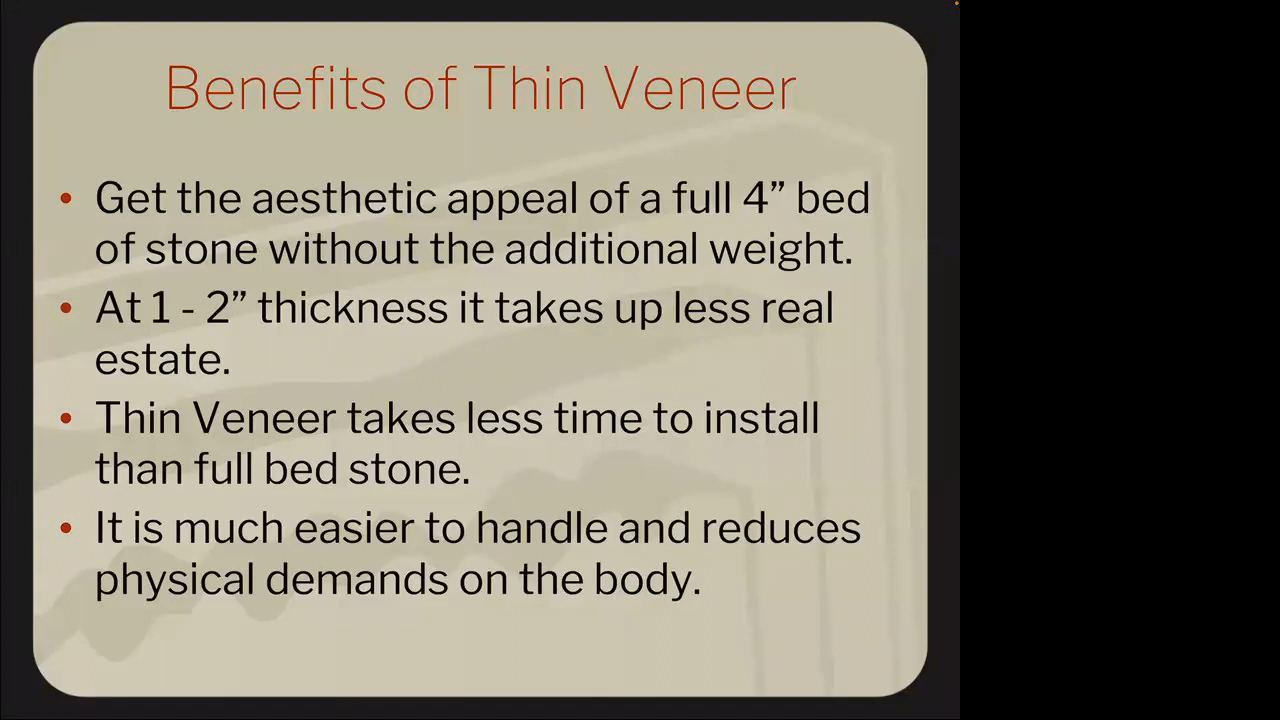 Benefits of Thin Veneer
• Get the aesthetic appeal of a full 4” bed
of stone without the additional weight.
• At 1 - 2” thickness it takes up less real
estate.
• Thin Veneer takes less time to install
than full bed stone.
• It is much easier to handle and reduces
physical demands on the body.